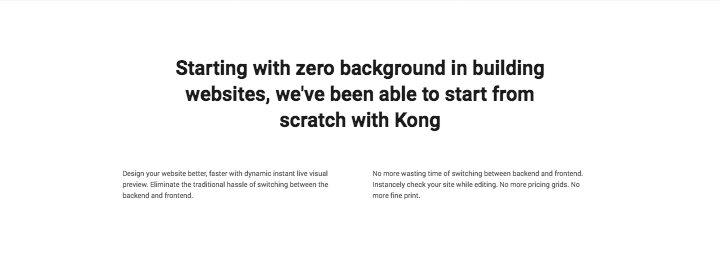 Starting with zero background in building
websites, we've been able to start from
scratch with Kong
Design your website better, faster with dynamic instant live visual
preview. Eliminate the traditional hassle of switching between the
backend and frontend.
No more wasting time of switching between backend and frontend.
Instancely check your site while editing. No more pricing grids. No
more fine print.